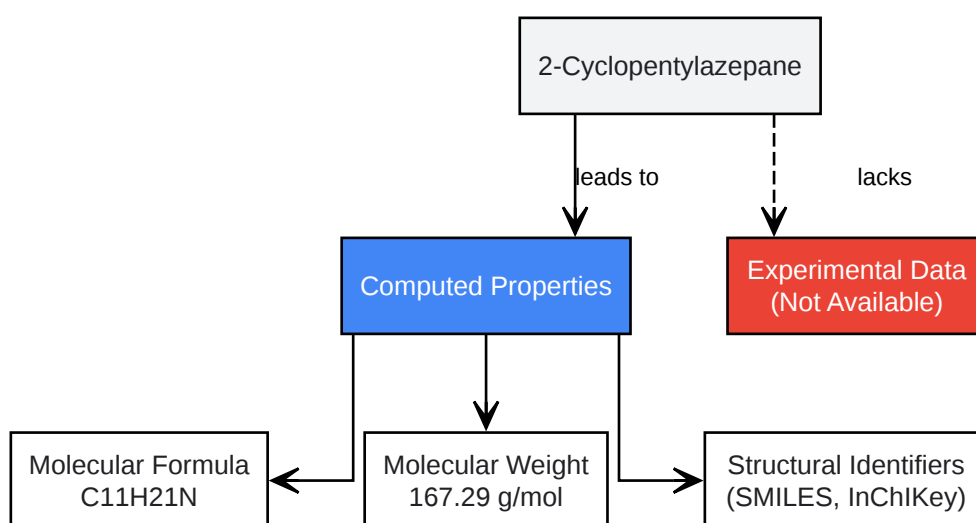 2-Cyclopentylazepane
leads to
lacks
Computed Properties
Experimental Data
(Not Available)
Molecular Formula
C11H21N
Molecular Weight
167.29 g/mol
Structural Identifiers
(SMILES, InChIKey)